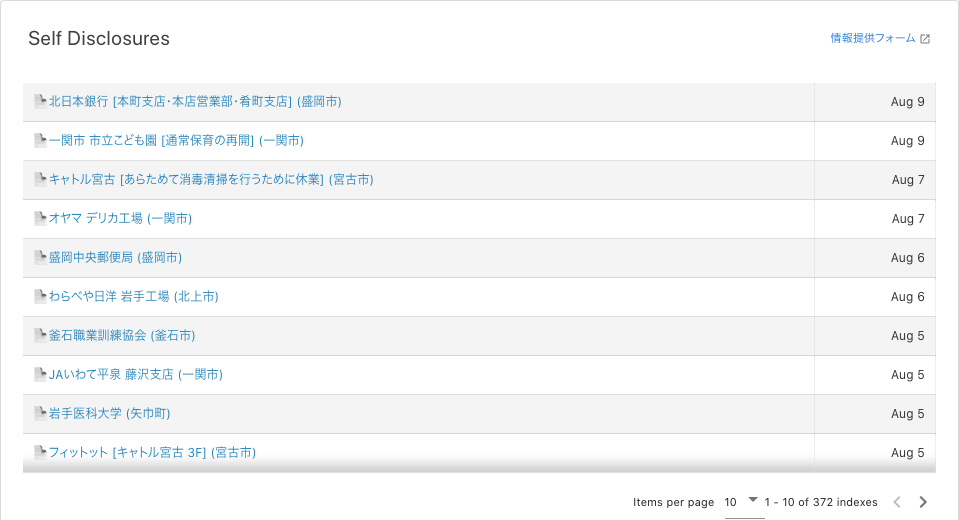 Self Disclosures
情報提供フォーム
北日本銀行 [本町支店・本店営業部・肴町支店] (盛岡市) Aug 9
一関市 市立こども園 [通常保育の再開] (一関市) Aug 9
キャトル宮古 [あらためて消毒清掃を行うために休業] (宮古市) Aug 7
オヤマ デリカ工場 (一関市) Aug 7
盛岡中央郵便局 (盛岡市) Aug 6
わらべや日洋 岩手工場 (北上市) Aug 6
釜石職業訓練協会 (釜石市) Aug 5
JAいわて平泉 藤沢支店 (一関市) Aug 5
岩手医科大学 (矢巾町) Aug 5
フィットット [キャトル宮古 3F] (宮古市) Aug 5
Items per page 10 1 - 10 of 372 indexes